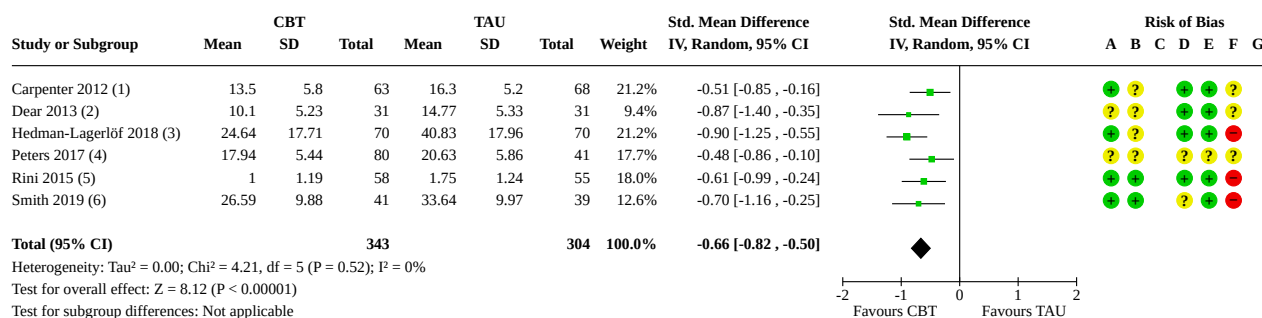 CBT TAU Std. Mean Difference Std. Mean Difference Risk of Bias
Study or Subgroup Mean SD Total Mean SD Total Weight IV, Random, 95% CI IV, Random, 95% CI A B C D E F G
Carpenter 2012 (1) 13.5 5.8 63 16.3 5.2 68 21.2% -0.51 [-0.85 , -0.16] + ? + + ?
Dear 2013 (2) 10.1 5.23 31 14.77 5.33 31 9.4% -0.87 [-1.40 , -0.35] ? ? + + ?
Hedman-Lagerlöf 2018 (3) 24.64 17.71 70 40.83 17.96 70 21.2% -0.90 [-1.25 , -0.55] + ? + + −
Peters 2017 (4) 17.94 5.44 80 20.63 5.86 41 17.7% -0.48 [-0.86 , -0.10] ? ? ? ? ?
Rini 2015 (5) 1 1.19 58 1.75 1.24 55 18.0% -0.61 [-0.99 , -0.24] + + + + −
Smith 2019 (6) 26.59 9.88 41 33.64 9.97 39 12.6% -0.70 [-1.16 , -0.25] + + ? + −
Total (95% CI) 343 304 100.0% -0.66 [-0.82 , -0.50]
Heterogeneity: Tau² = 0.00; Chi² = 4.21, df = 5 (P = 0.52); I² = 0%
Test for overall effect: Z = 8.12 (P < 0.00001)
Test for subgroup differences: Not applicable
-2 -1 0 1 2
Favours CBT Favours TAU